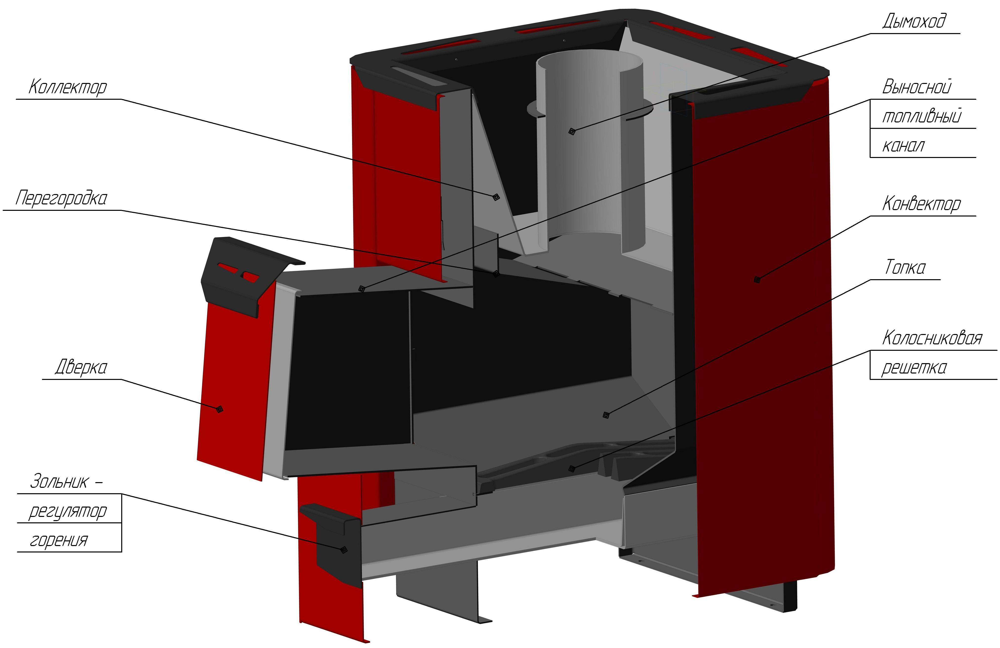 Коллектор
Перегородка
Дверка
Зольник -
регулятор
горения
Дымоход
Выносной
топливный
канал
Конвектор
Топка
Колосниковая
решетка